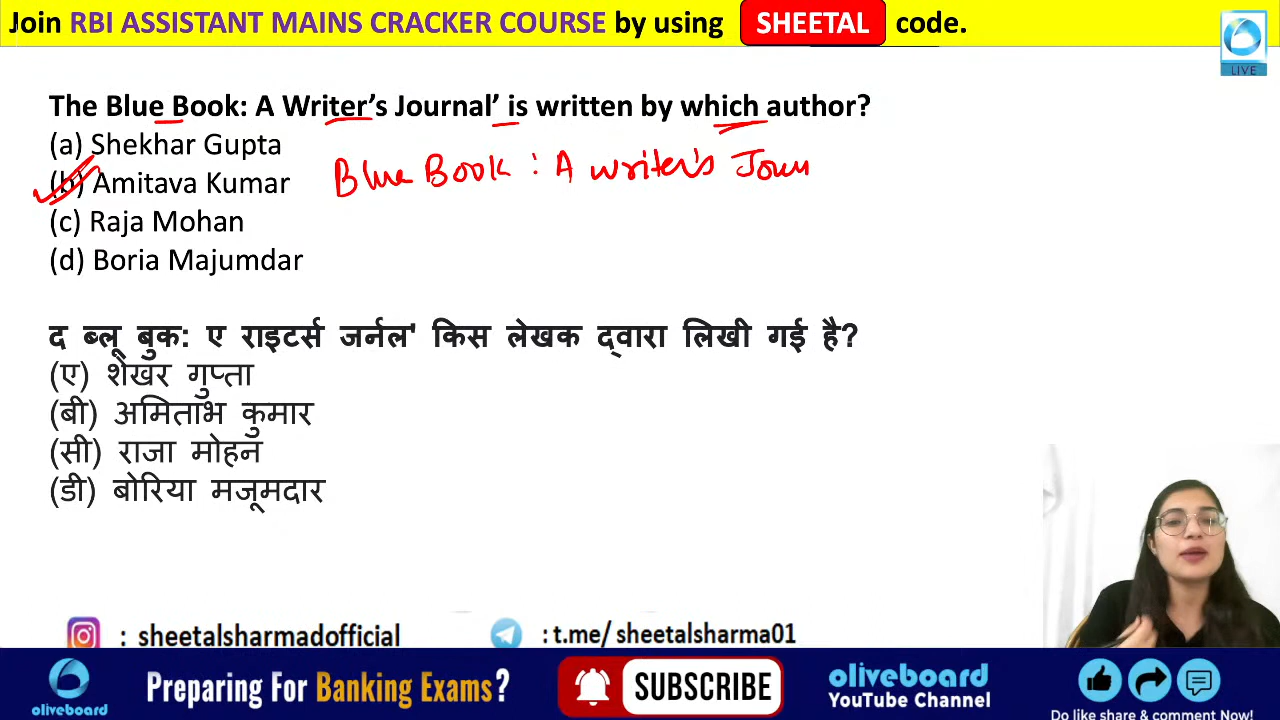 Join RBI ASSISTANT MAINS CRACKER COURSE by using SHEETAL code.
LIVE
The Blue Book: A Writer's Journal' is written by which author?
(a) Shekhar Gupta
(b) Amitava Kumar
Blue Book : A writer's Journ
(c) Raja Mohan
(d) Boria Majumdar
द ब्लू बुक: ए राइटर्स जर्नल' किस लेखक द्वारा लिखी गई है?
(ए) शेखर गुप्ता
(बी) अमिताभ कुमार
(सी) राजा मोहन
(डी) बोरिया मजूमदार
: sheetalsharmadofficial
: t.me/ sheetalsharma01
oliveboard
Preparing For Banking Exams?
SUBSCRIBE
oliveboard
YouTube Channel
Do like share & comment Now!